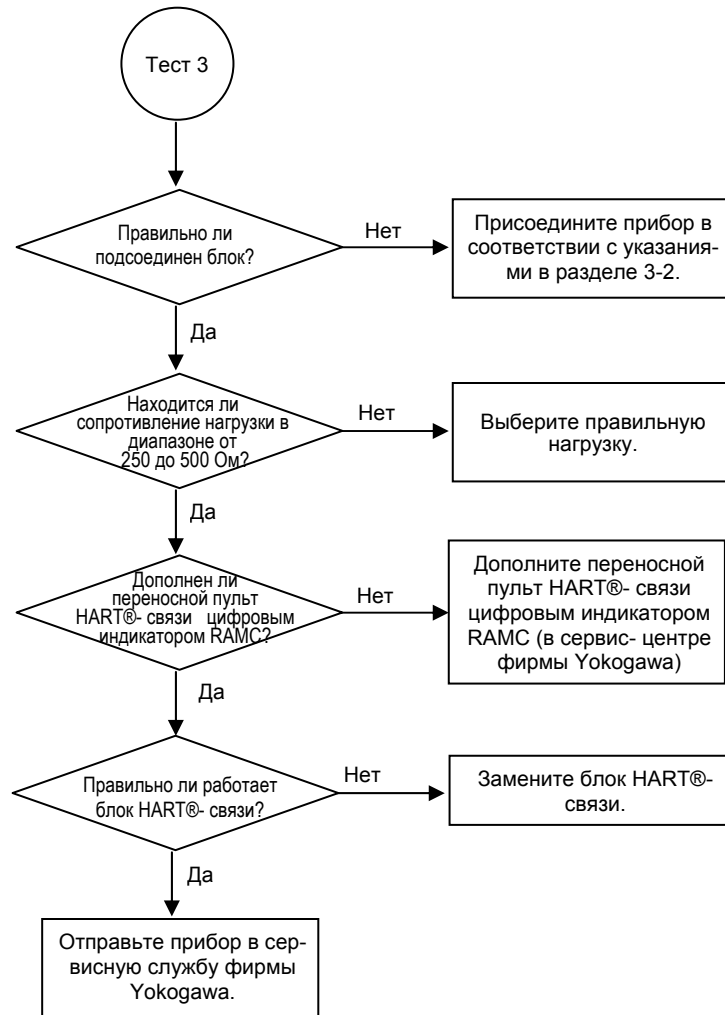 Тест 3
Правильно ли
подсоединен блок?
Нет
Присоедините прибор в
соответствии с указания-
ми в разделе 3-2.
Да
Находится ли
сопротивление нагрузки в
диапазоне от
250 до 500 Ом?
Нет
Выберите правильную
нагрузку.
Да
Дополнен ли
переносной пульт
HART®- связи цифровым
индикатором RAMC?
Нет
Дополните переносной
пульт HART®- связи
цифровым индикатором
RAMC (в сервис- центре
фирмы Yokogawa)
Да
Правильно ли работает
блок HART®- связи?
Нет
Замените блок HART®-
связи.
Да
Отправьте прибор в сер-
висную службу фирмы
Yokogawa.